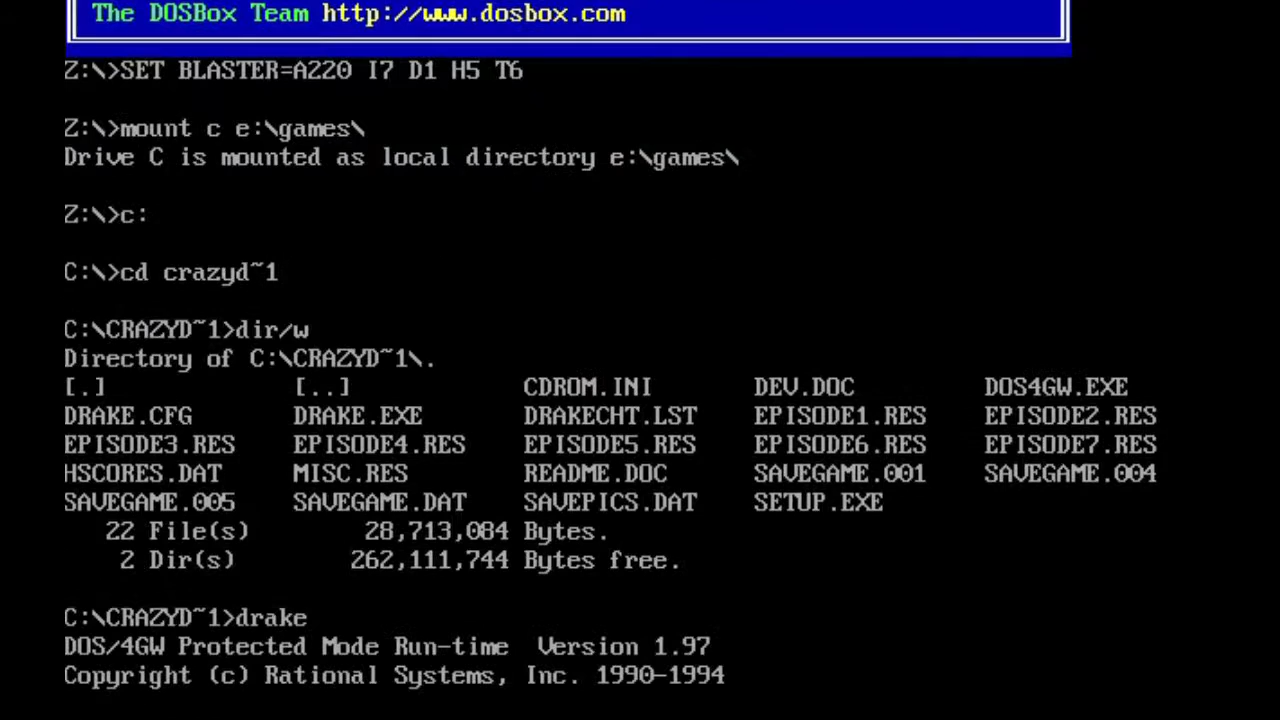 The DOSBox Team http://www.dosbox.com
Z:\>SET BLASTER=A220 I7 D1 H5 T6
Z:\>mount c e:\games\
Drive C is mounted as local directory e:\games\
Z:\>c:
C:\>cd crazyd~1
C:\CRAZYD~1>dir/w
Directory of C:\CRAZYD~1\.
[.] [..] CDROM.INI DEV.DOC DOS4GW.EXE
DRAKE.CFG DRAKE.EXE DRAKECHT.LST EPISODE1.RES EPISODE2.RES
EPISODE3.RES EPISODE4.RES EPISODE5.RES EPISODE6.RES EPISODE7.RES
HSCORES.DAT MISC.RES README.DOC SAVEGAME.001 SAVEGAME.004
SAVEGAME.005 SAVEGAME.DAT SAVEPICS.DAT SETUP.EXE
22 File(s) 28,713,084 Bytes.
2 Dir(s) 262,111,744 Bytes free.
C:\CRAZYD~1>drake
DOS/4GW Protected Mode Run-time Version 1.97
Copyright (c) Rational Systems, Inc. 1990-1994